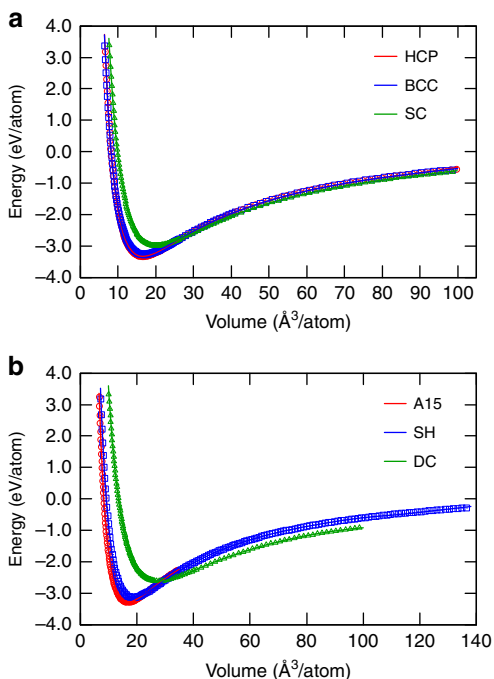 a
4.0
3.0
2.0
1.0
0.0
–1.0
–2.0
–3.0
–4.0
Energy (eV/atom)
HCP
BCC
SC
0 10 20 30 40 50 60 70 80 90 100
Volume (Å³/atom)
b
4.0
3.0
2.0
1.0
0.0
–1.0
–2.0
–3.0
–4.0
Energy (eV/atom)
A15
SH
DC
0 20 40 60 80 100 120 140
Volume (Å³/atom)